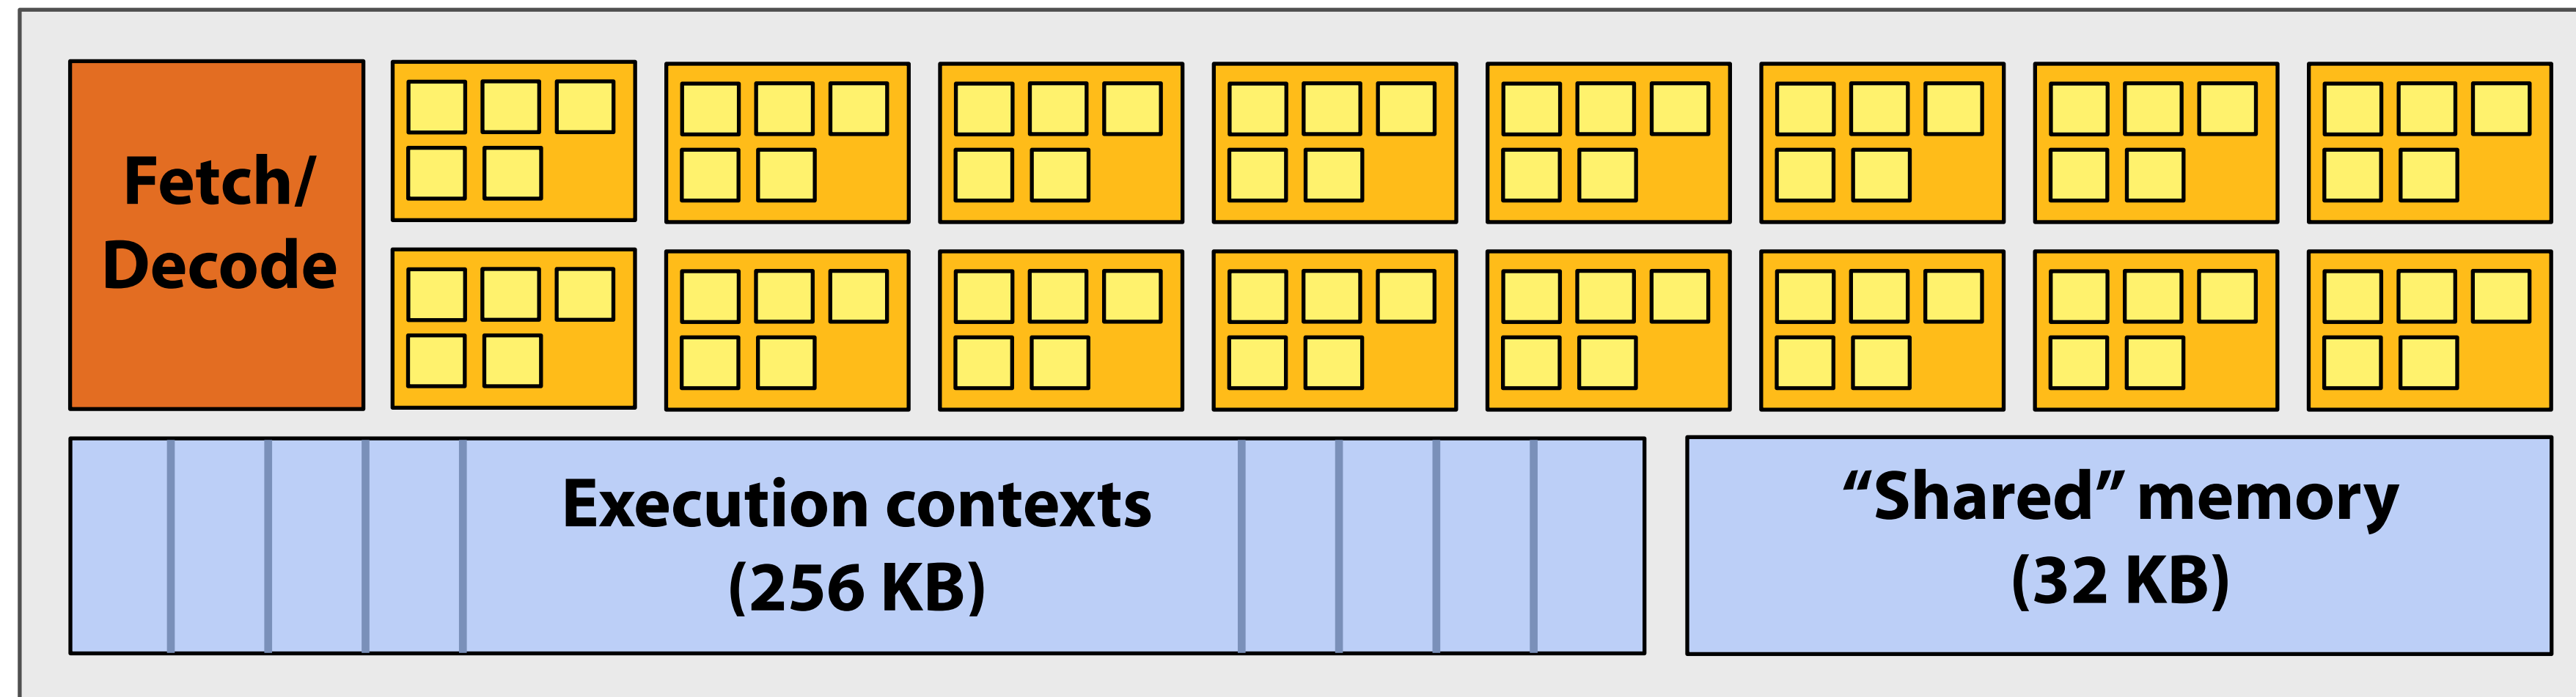 Fetch/
Decode
Execution contexts
(256 KB)
“Shared” memory
(32 KB)